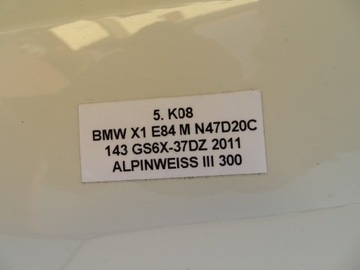 5. K08
BMW X1 E84 M N47D20C
143 GS6X-37DZ 2011
ALPINWEISS III 300